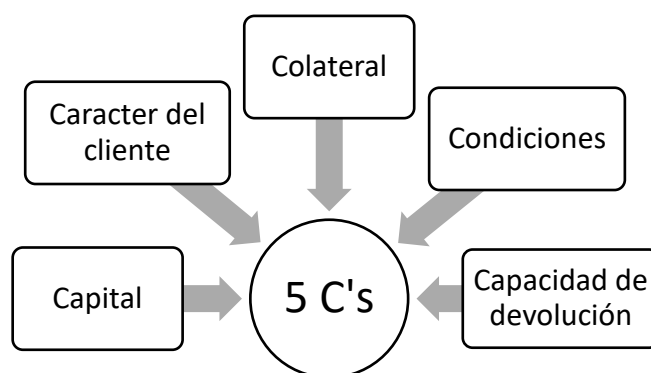 Colateral
Caracter del
cliente
Condiciones
Capital
5 C's
Capacidad de
devolución